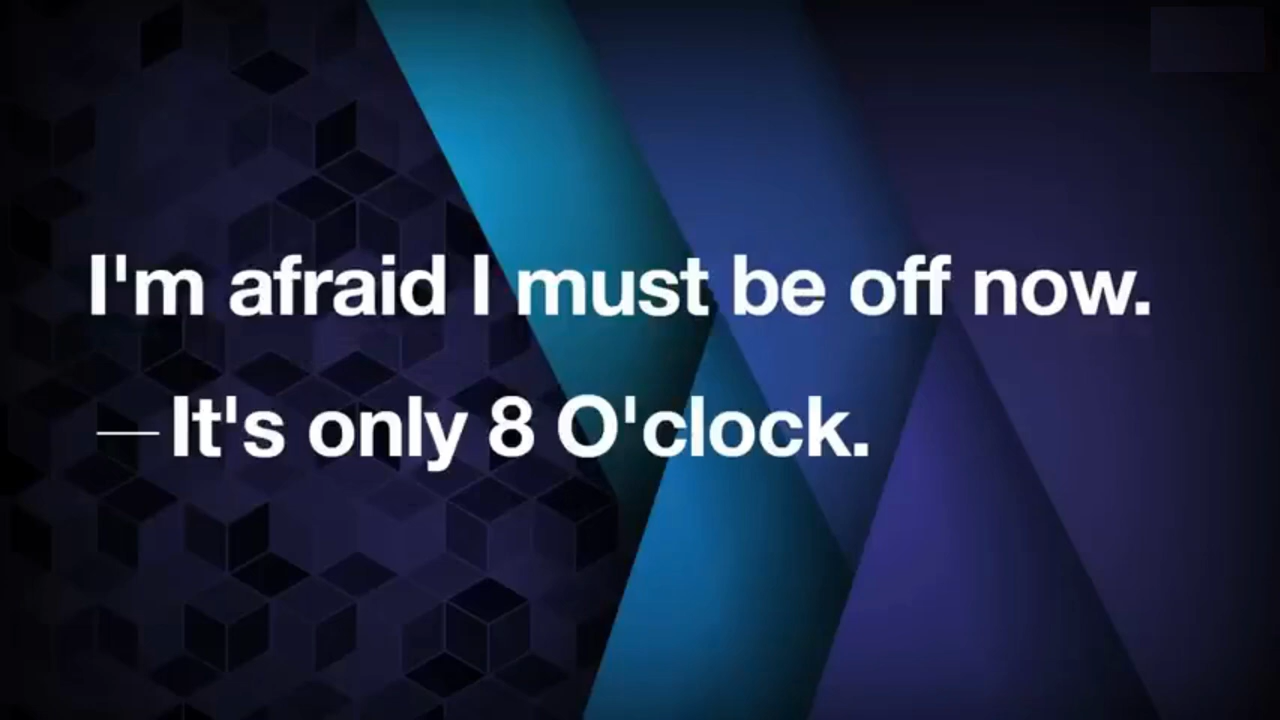 I'm afraid I must be off now.
—It's only 8 O'clock.